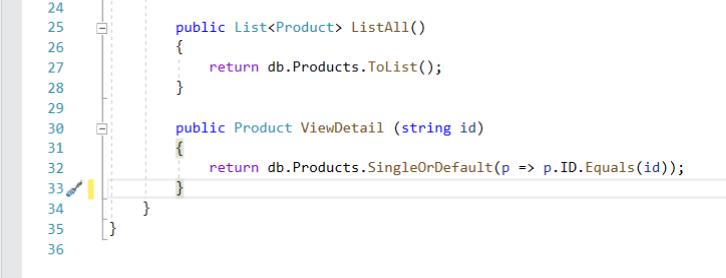 24
25 public List<Product> ListAll()
26 {
27 return db.Products.ToList();
28 }
29
30 public Product ViewDetail (string id)
31 {
32 return db.Products.SingleOrDefault(p => p.ID.Equals(id));
33 }
34 }
35 }
36